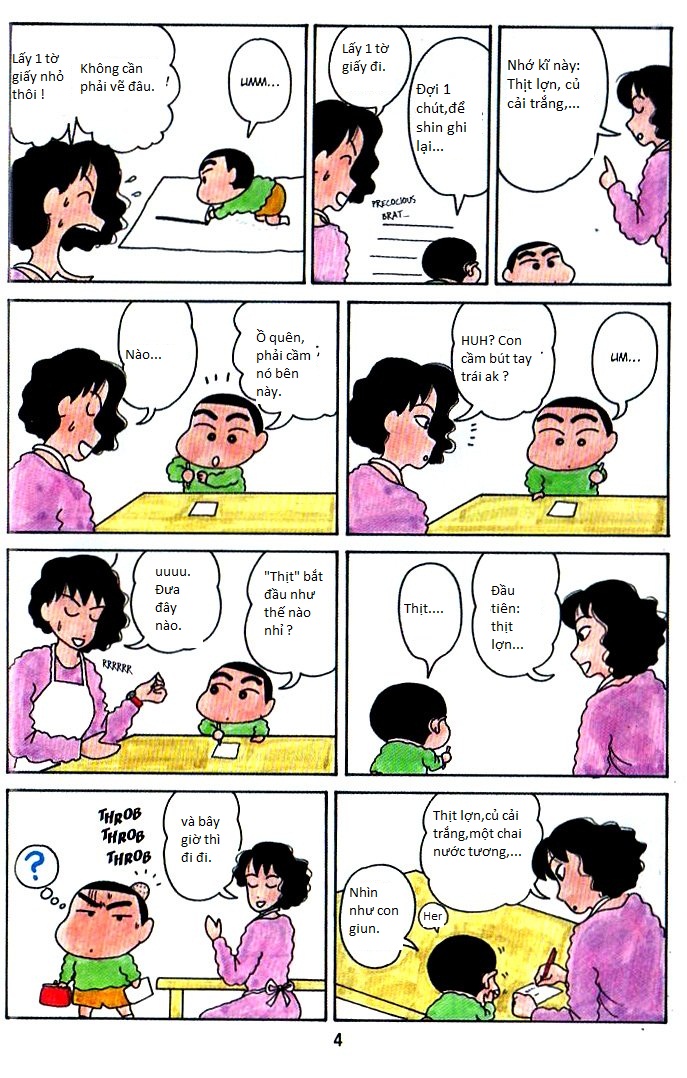 Nhớ kĩ này:
Thịt lợn, củ
cải trắng,...
Đợi 1
chút,để
shin ghi
lại...
Lấy 1 tờ
giấy đi.
PRECOCIOUS
BRAT...
UMM...
Không cần
phải vẽ đâu.
Lấy 1 tờ
giấy nhỏ
thôi !
UM...
HUH? Con
cầm bút tay
trái ak ?
Ồ quên,
phải cầm
nó bên
này.
Nào...
Đầu
tiên:
thịt
lợn...
Thịt....
"Thịt" bắt
đầu như
thế nào
nhỉ ?
uuuu.
Đưa
đây
nào.
RRRRRR
Thịt lợn,củ cải
trắng,một chai
nước tương,...
Her
Nhìn
như con
giun.
và bây
giờ thì
đi đi.
THROB
THROB
THROB
?
4